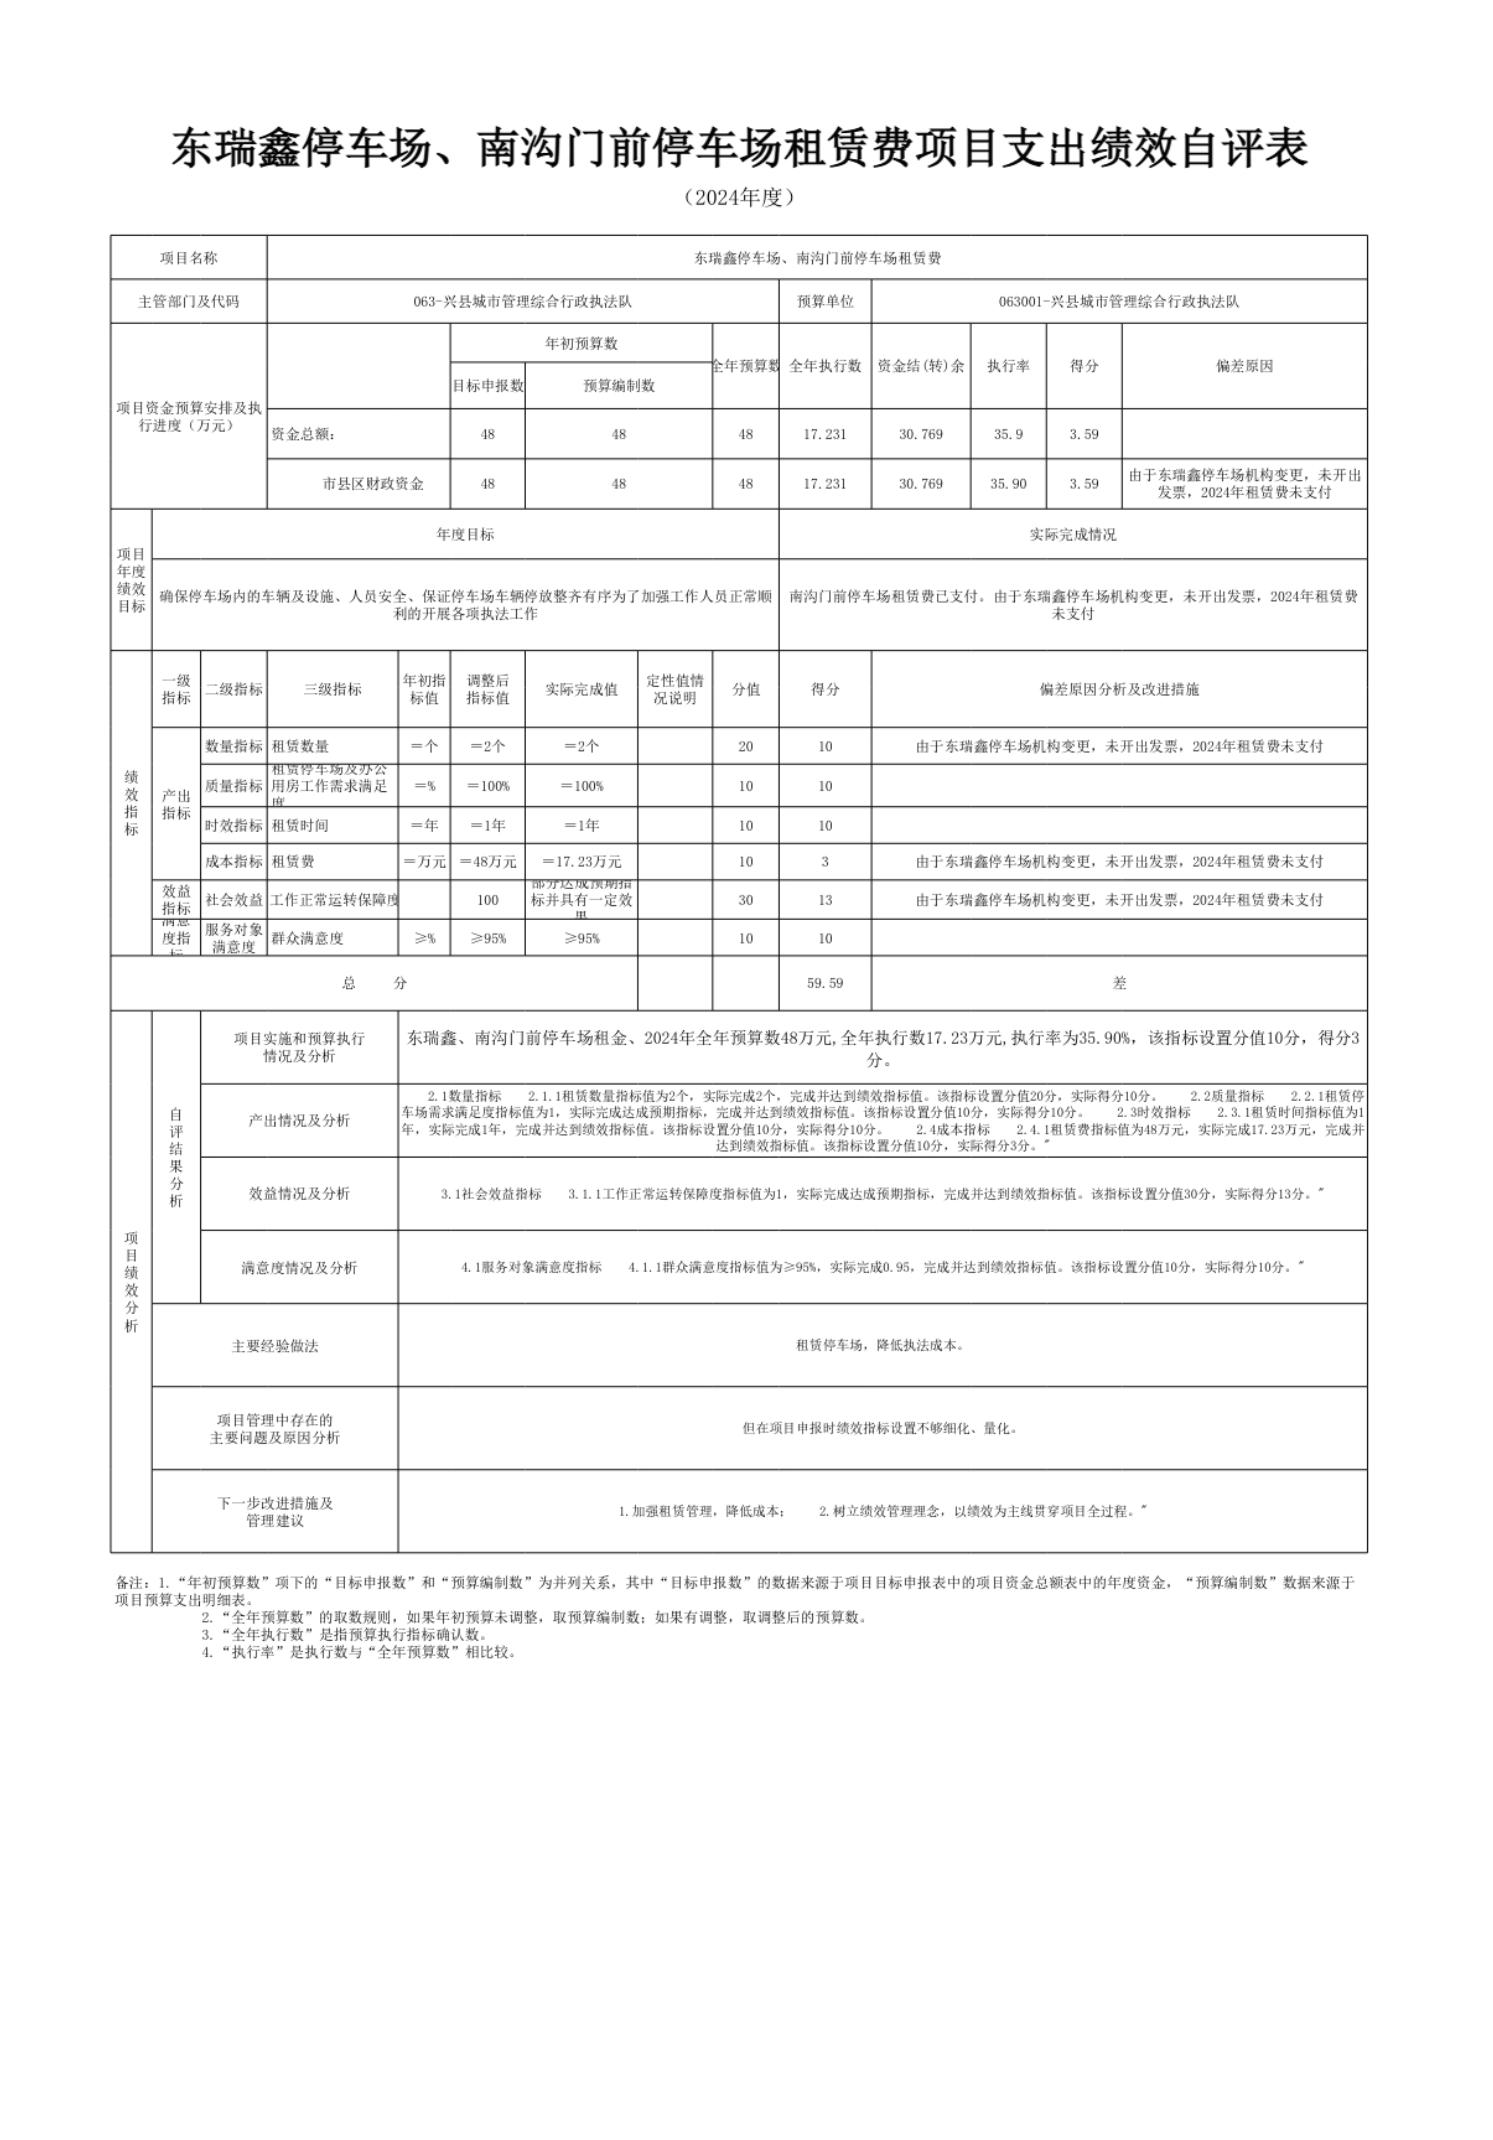 东瑞鑫停车场、南沟门前停车场租赁费项目支出绩效自评表
（2024年度）
项目名称 东瑞鑫停车场、南沟门前停车场租赁费
主管部门及代码 063-兴县城市管理综合行政执法队 预算单位 063001-兴县城市管理综合行政执法队
项目资金预算安排及执行进度（万元） 年初预算数 全年预算数 全年执行数 资金结(转)余 执行率 得分 偏差原因
目标申报数 预算编制数
资金总额: 48 48 48 17.231 30.769 35.9 3.59
市县区财政资金 48 48 48 17.231 30.769 35.90 3.59 由于东瑞鑫停车场机构变更，未开出发票，2024年租赁费未支付
项目年度绩效目标 年度目标 实际完成情况
确保停车场内的车辆及设施、人员安全、保证停车场车辆停放整齐有序为了加强工作人员正常顺利的开展各项执法工作 南沟门前停车场租赁费已支付。由于东瑞鑫停车场机构变更，未开出发票，2024年租赁费未支付
绩效指标 一级指标 二级指标 三级指标 年初指标值 调整后指标值 实际完成值 定性值情况说明 分值 得分 偏差原因分析及改进措施
产出指标 数量指标 租赁数量 ＝个 ＝2个 ＝2个 20 10 由于东瑞鑫停车场机构变更，未开出发票，2024年租赁费未支付
质量指标 租赁停车场及办公用房工作需求满足度 ＝% ＝100% ＝100% 10 10
时效指标 租赁时间 ＝年 ＝1年 ＝1年 10 10
成本指标 租赁费 ＝万元 ＝48万元 ＝17.23万元 10 3 由于东瑞鑫停车场机构变更，未开出发票，2024年租赁费未支付
效益指标 社会效益 工作正常运转保障度 100 部分达成预期指标并具有一定效果 30 13 由于东瑞鑫停车场机构变更，未开出发票，2024年租赁费未支付
满意度指标 服务对象满意度 群众满意度 ≥% ≥95% ≥95% 10 10
总 分 59.59 差
项目绩效分析 自评结果分析 项目实施和预算执行情况及分析 东瑞鑫、南沟门前停车场租金、2024年全年预算数48万元,全年执行数17.23万元,执行率为35.90%，该指标设置分值10分，得分3分。
产出情况及分析 2.1数量指标 2.1.1租赁数量指标值为2个，实际完成2个，完成并达到绩效指标值。该指标设置分值20分，实际得分10分。 2.2质量指标 2.2.1租赁停
车场需求满足度指标值为1，实际完成达成预期指标，完成并达到绩效指标值。该指标设置分值10分，实际得分10分。 2.3时效指标 2.3.1租赁时间指标值为1
年，实际完成1年，完成并达到绩效指标值。该指标设置分值10分，实际得分10分。 2.4成本指标 2.4.1租赁费指标值为48万元，实际完成17.23万元，完成并
达到绩效指标值。该指标设置分值10分，实际得分3分。"
效益情况及分析 3.1社会效益指标 3.1.1工作正常运转保障度指标值为1，实际完成达成预期指标，完成并达到绩效指标值。该指标设置分值30分，实际得分13分。"
满意度情况及分析 4.1服务对象满意度指标 4.1.1群众满意度指标值为≥95%，实际完成0.95，完成并达到绩效指标值。该指标设置分值10分，实际得分10分。"
主要经验做法 租赁停车场，降低执法成本。
项目管理中存在的主要问题及原因分析 但在项目申报时绩效指标设置不够细化、量化。
下一步改进措施及管理建议 1.加强租赁管理，降低成本； 2.树立绩效管理理念，以绩效为主线贯穿项目全过程。"
备注：1.“年初预算数”项下的“目标申报数”和“预算编制数”为并列关系，其中“目标申报数”的数据来源于项目目标申报表中的项目资金总额表中的年度资金，“预算编制数”数据来源于
项目预算支出明细表。
2.“全年预算数”的取数规则，如果年初预算未调整，取预算编制数；如果有调整，取调整后的预算数。
3.“全年执行数”是指预算执行指标确认数。
4.“执行率”是执行数与“全年预算数”相比较。